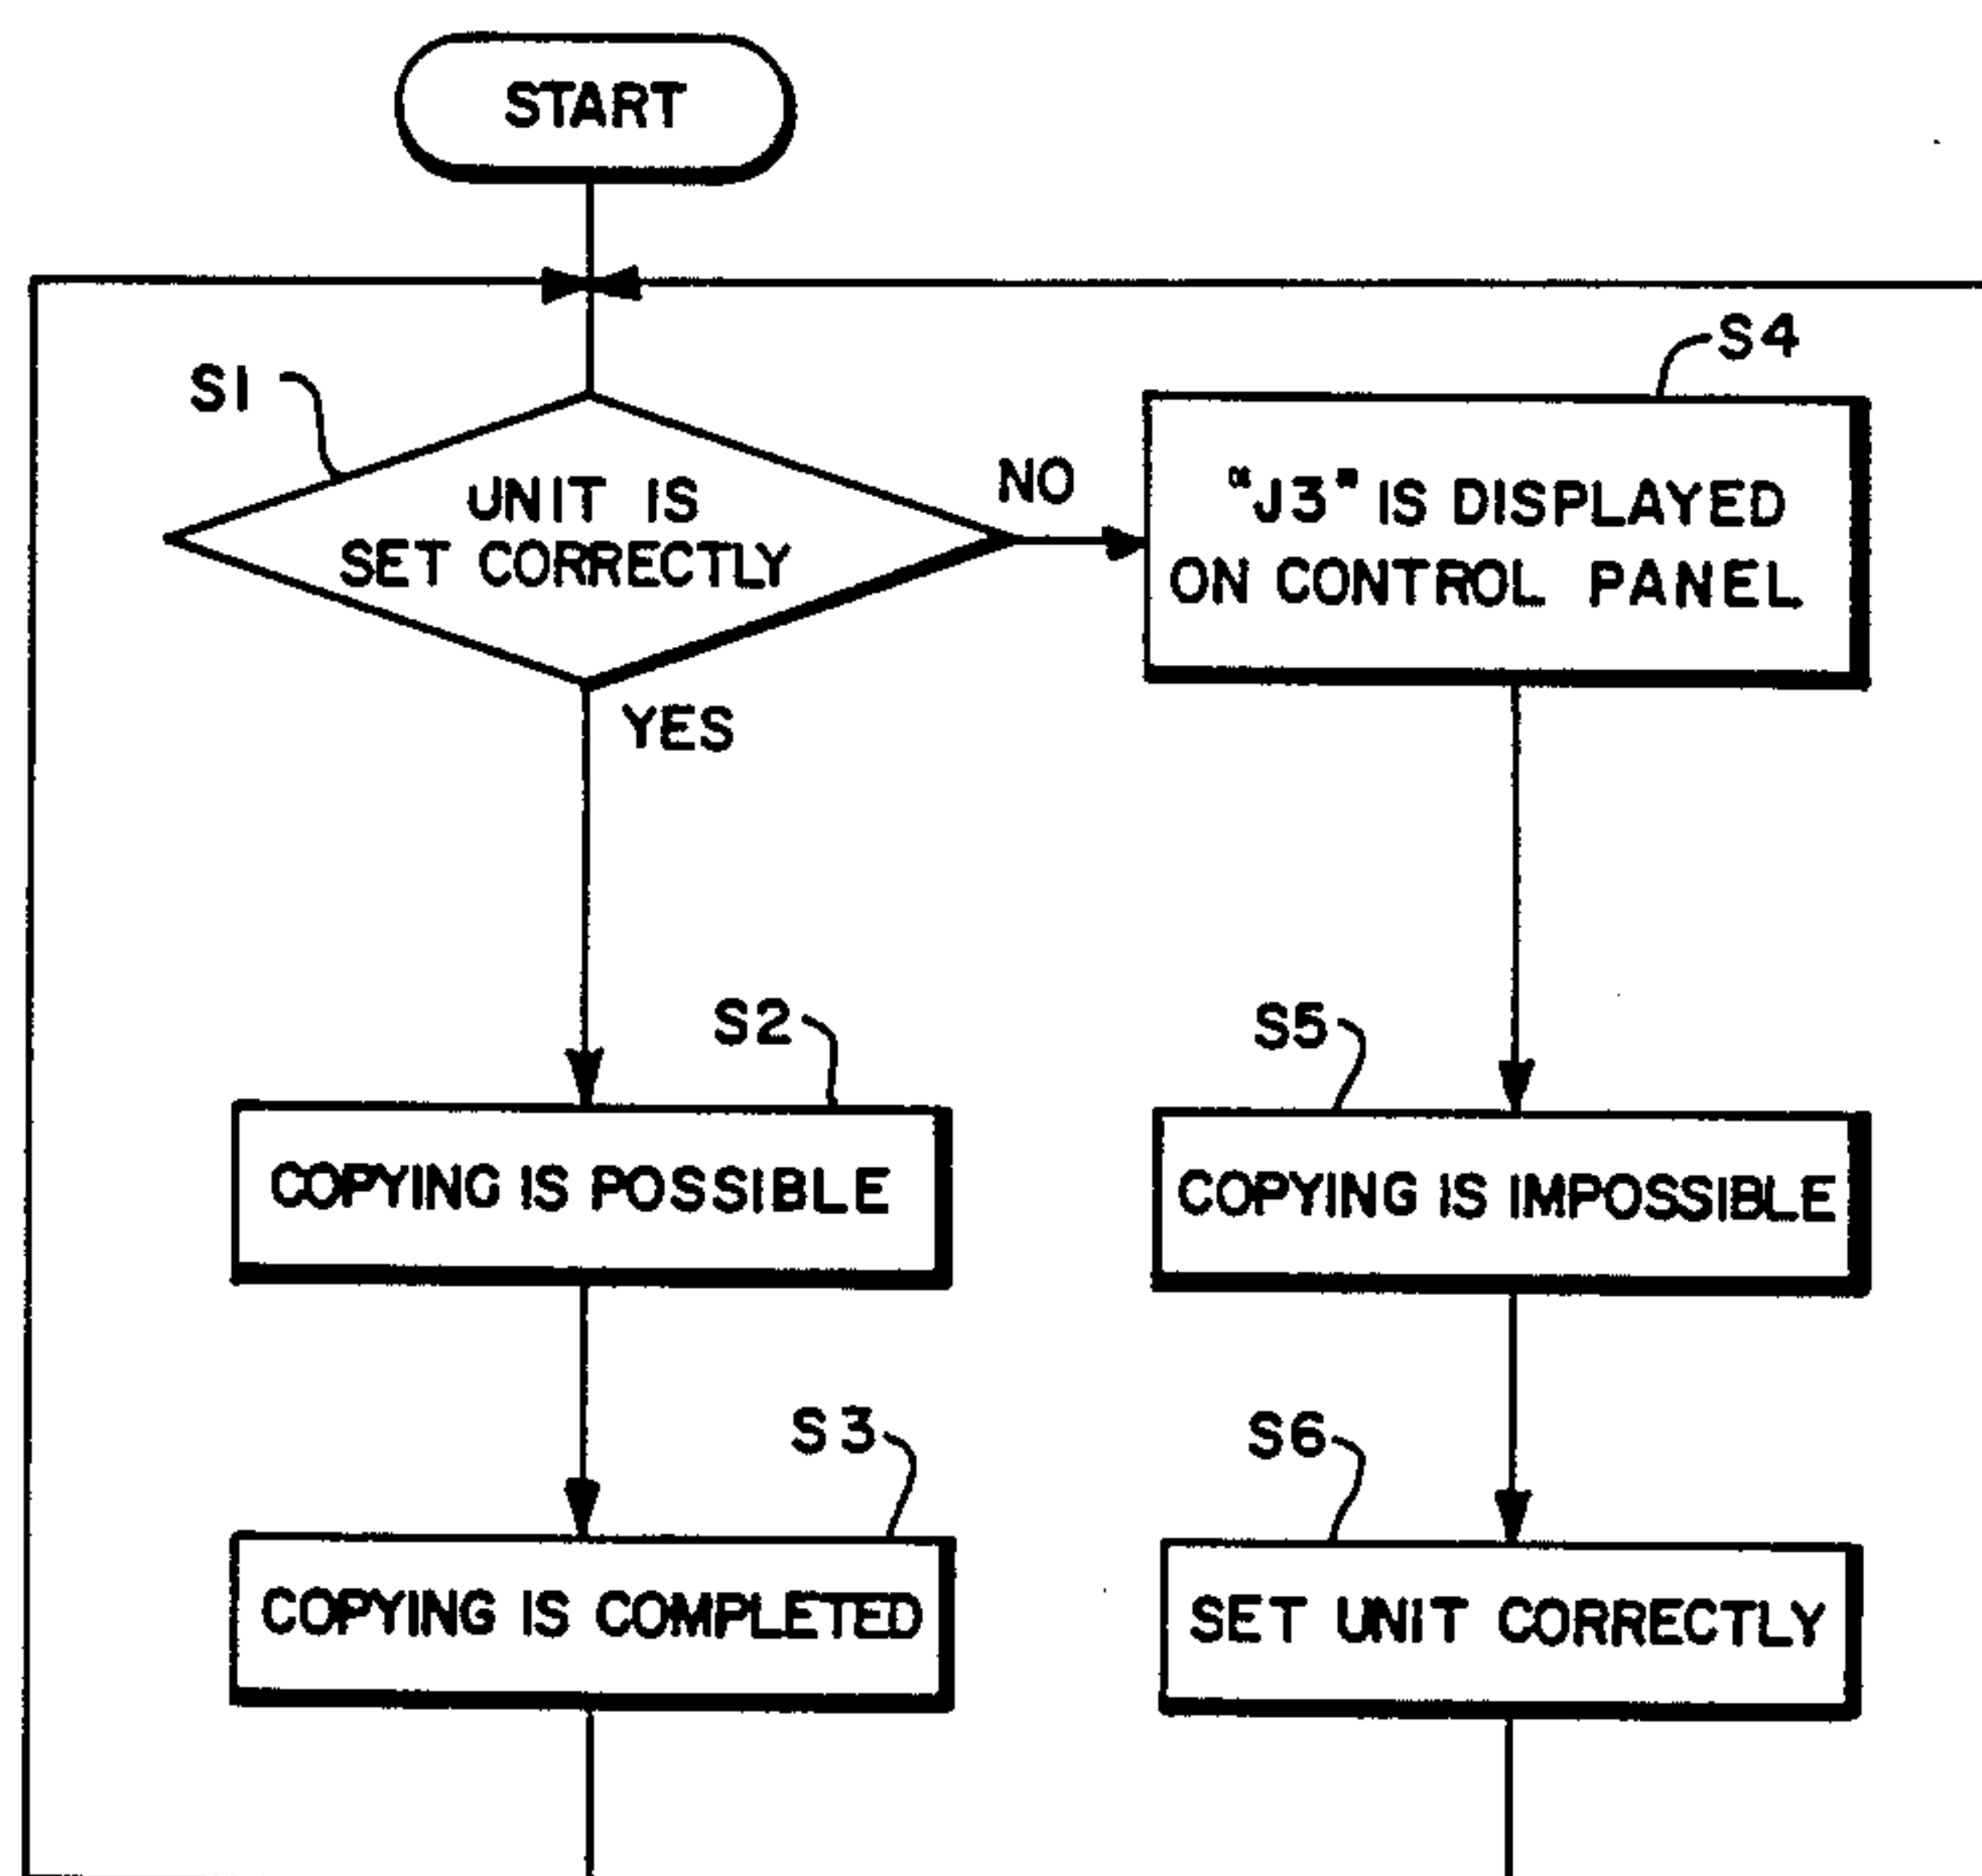 START
S1
UNIT IS
SET CORRECTLY
NO
YES
S4
"J3" IS DISPLAYED
ON CONTROL PANEL
S2
COPYING IS POSSIBLE
S5
COPYING IS IMPOSSIBLE
S3
COPYING IS COMPLETED
S6
SET UNIT CORRECTLY